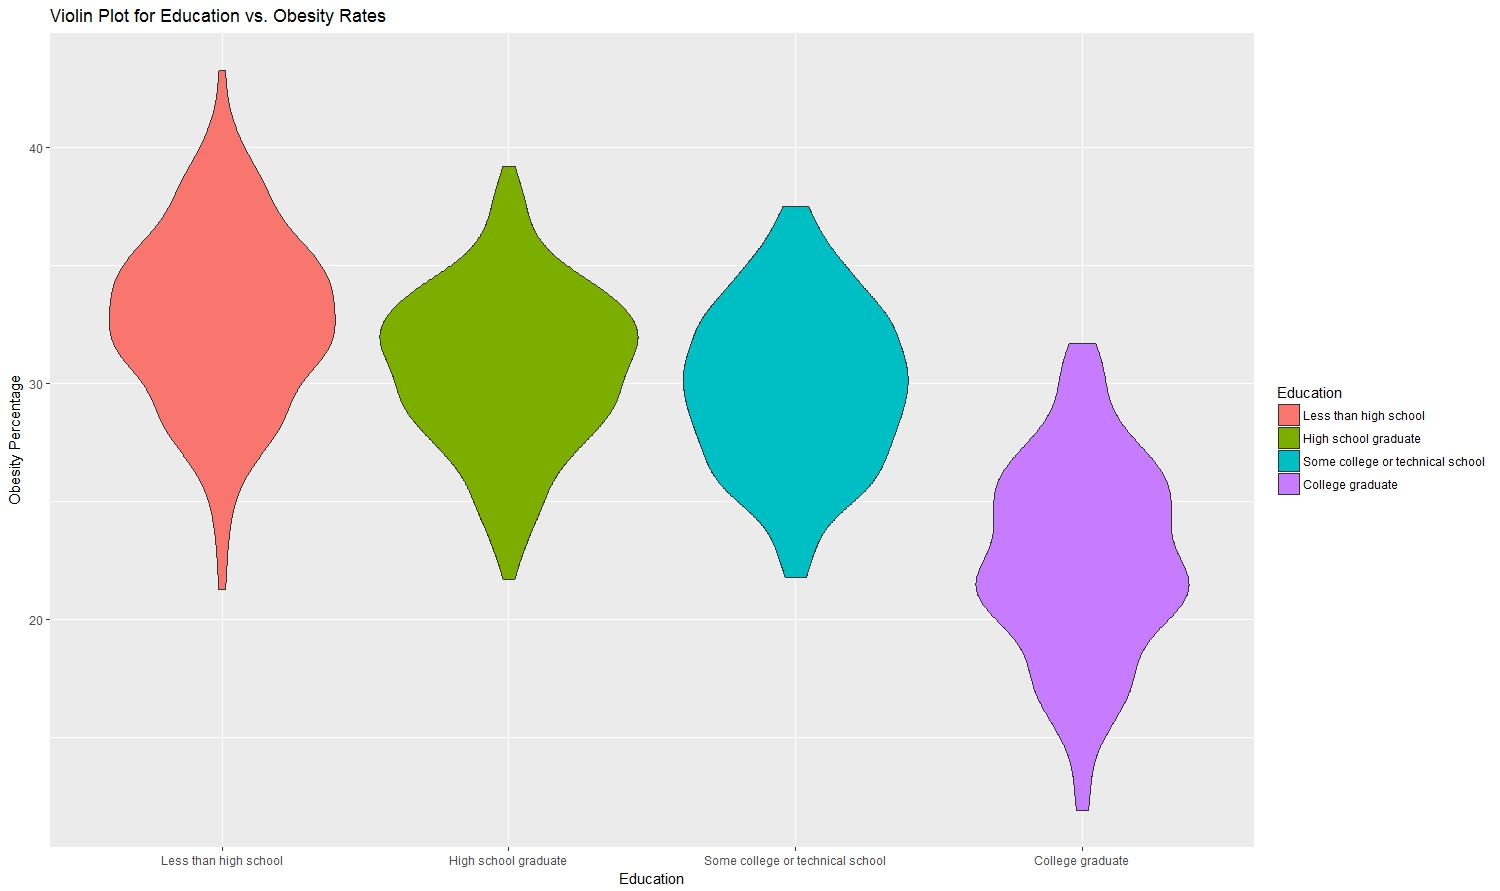 Violin Plot for Education vs. Obesity Rates
40
30
20
Obesity Percentage
Less than high school
High school graduate
Some college or technical school
College graduate
Education
Education
Less than high school
High school graduate
Some college or technical school
College graduate